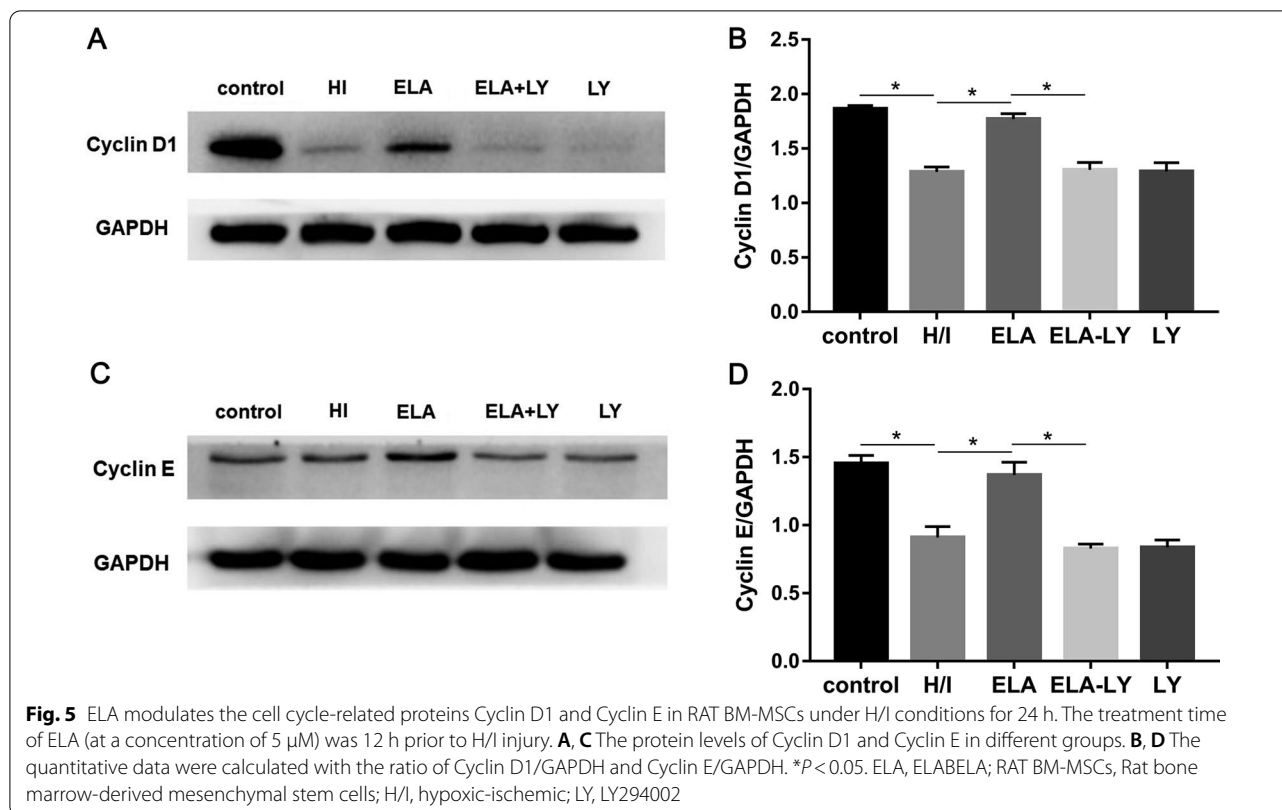 A
control HI ELA ELA+LY LY
Cyclin D1
GAPDH
B
Cyclin D1/GAPDH
2.5
2.0
1.5
1.0
0.5
0.0
* * *
control H/I ELA ELA-LY LY
C
control HI ELA ELA+LY LY
Cyclin E
GAPDH
D
Cyclin E/GAPDH
2.0
1.5
1.0
0.5
0.0
* * *
control H/I ELA ELA-LY LY
Fig. 5 ELA modulates the cell cycle-related proteins Cyclin D1 and Cyclin E in RAT BM-MSCs under H/I conditions for 24 h. The treatment time
of ELA (at a concentration of 5 μM) was 12 h prior to H/I injury. A, C The protein levels of Cyclin D1 and Cyclin E in different groups. B, D The
quantitative data were calculated with the ratio of Cyclin D1/GAPDH and Cyclin E/GAPDH. *P < 0.05. ELA, ELABELA; RAT BM-MSCs, Rat bone
marrow-derived mesenchymal stem cells; H/I, hypoxic-ischemic; LY, LY294002